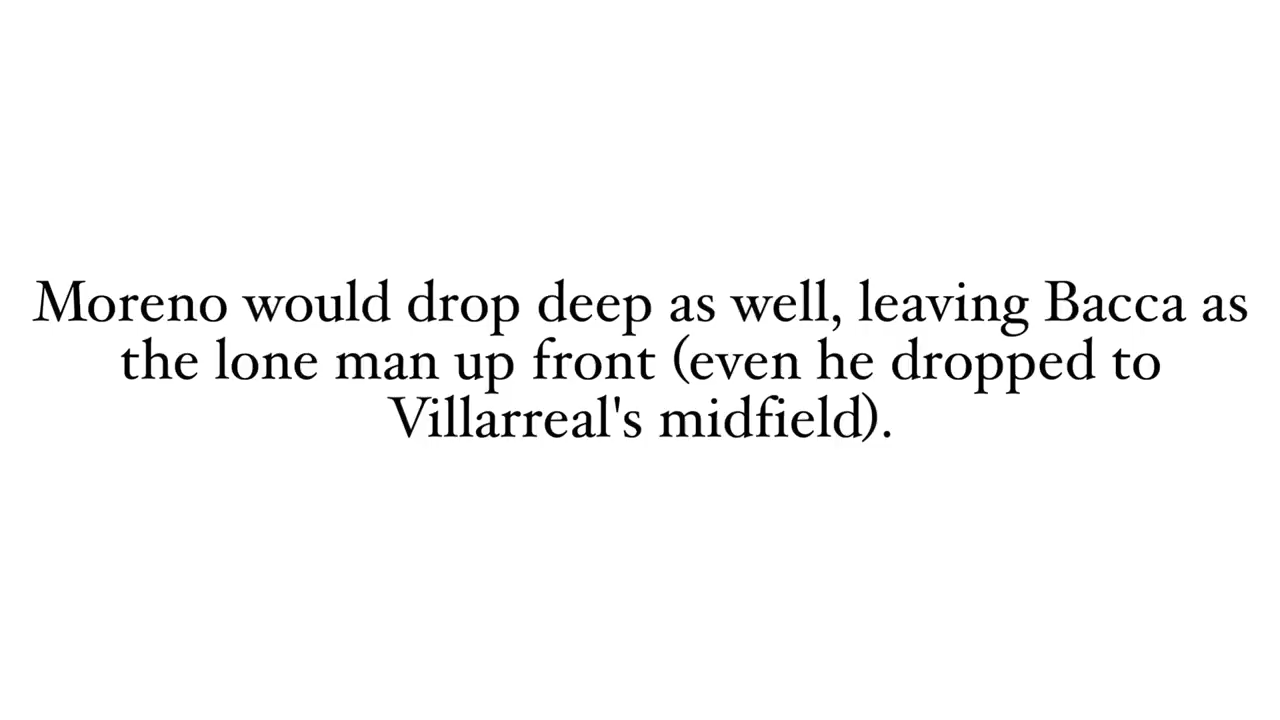 Moreno would drop deep as well, leaving Bacca as
the lone man up front (even he dropped to
Villarreal's midfield).